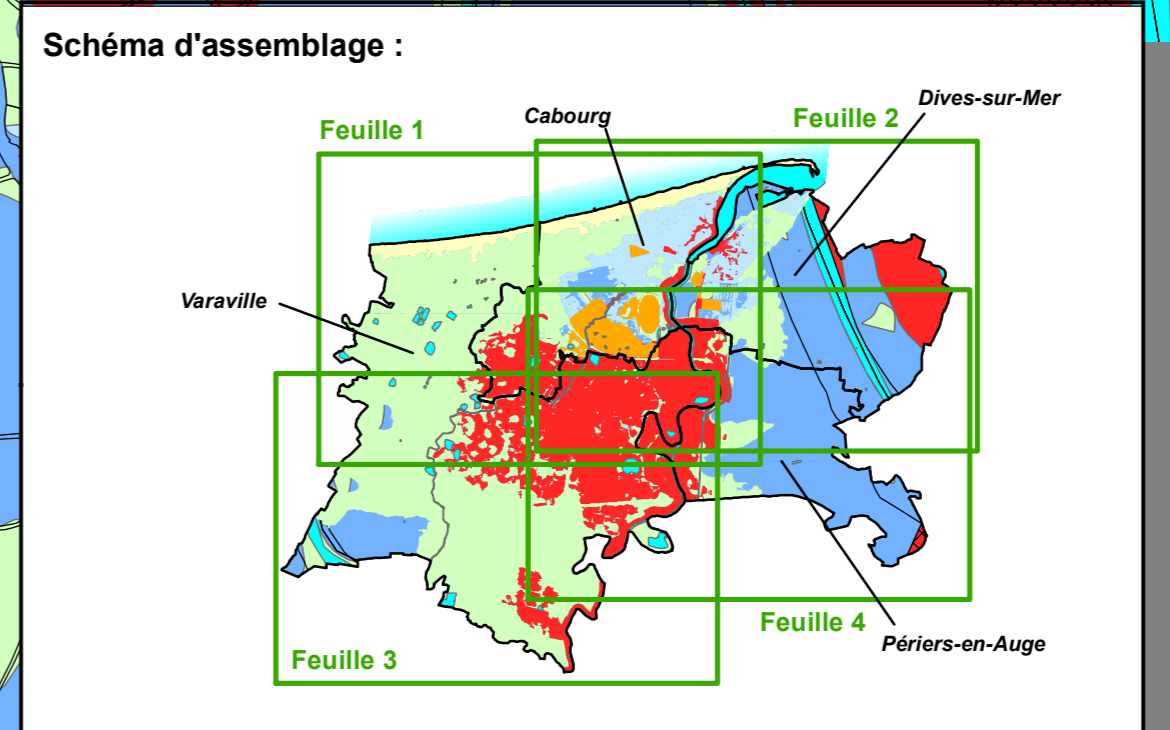 Schéma d'assemblage :
Dives-sur-Mer
Cabourg
Feuille 2
Feuille 1
Varaville
Feuille 4
Périers-en-Auge
Feuille 3